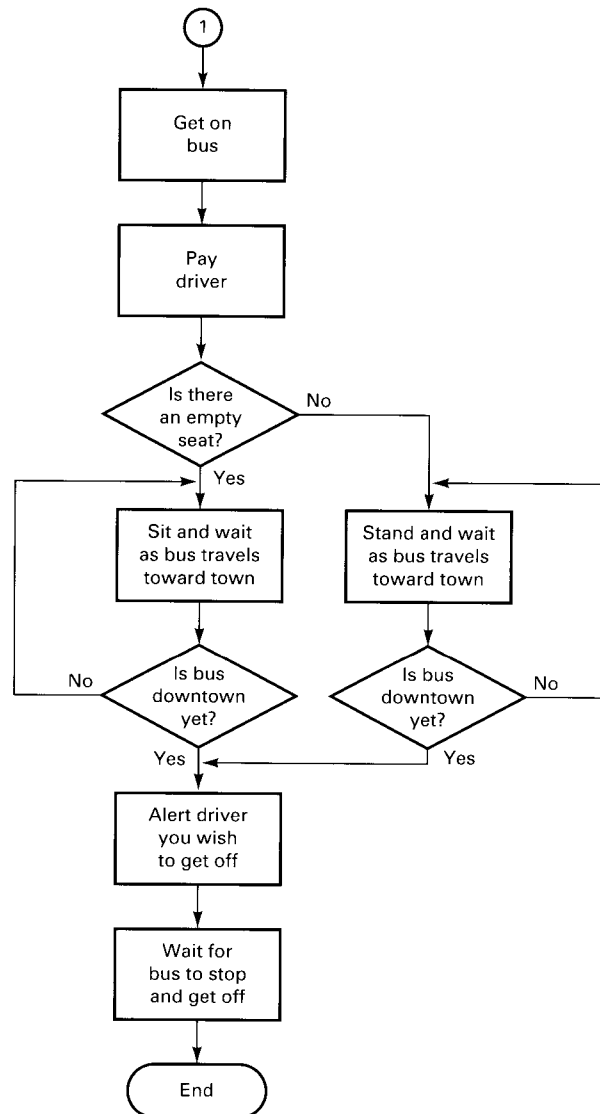 1
Get on
bus
Pay
driver
Is there
an empty
seat?
No
Yes
Sit and wait
as bus travels
toward town
Stand and wait
as bus travels
toward town
No
Is bus
downtown
yet?
Is bus
downtown
yet?
No
Yes
Yes
Alert driver
you wish
to get off
Wait for
bus to stop
and get off
End